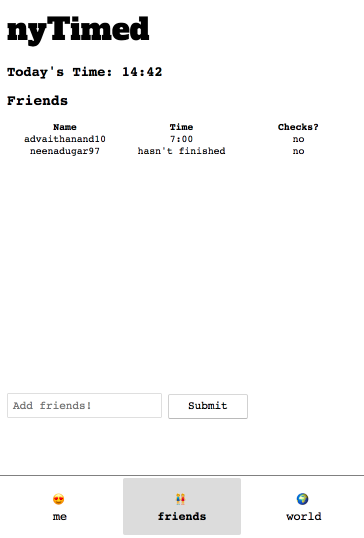 nyTimed
Today's Time: 14:42
Friends
Name Time Checks?
advaithanand10 7:00 no
neenadugar97 hasn't finished no
Add friends! Submit
me friends world